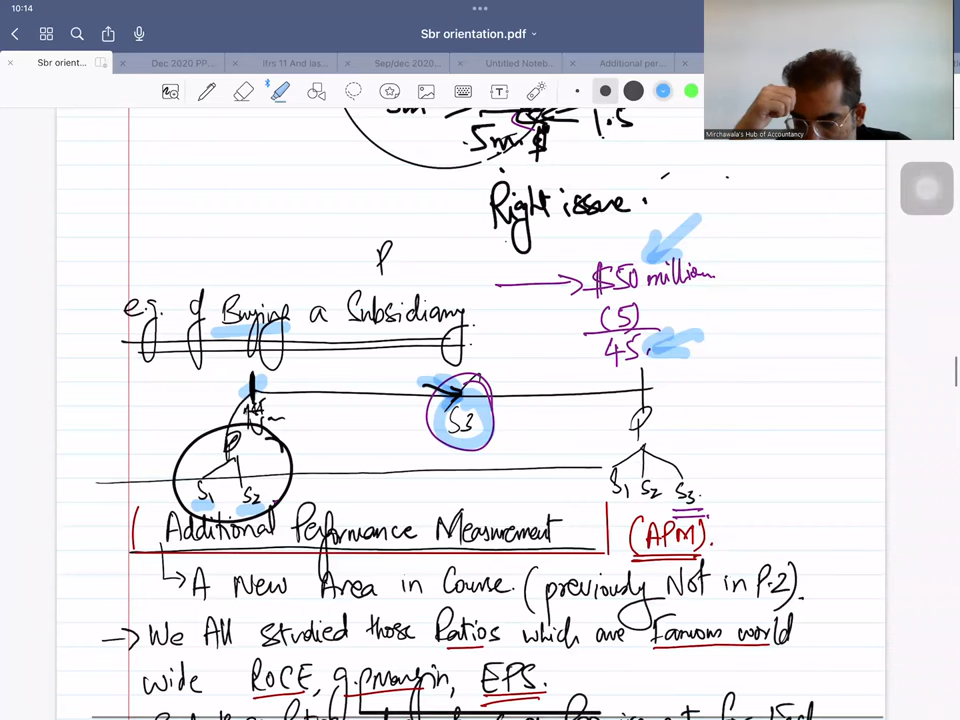 10:14
Sbr orientation.pdf
Sbr orient...
Dec 2020 PP...
Ifrs 11 And Ias...
Sep/dec 2020...
Untitled Noteb...
Additional per...
Mirchawala's Hub of Accountancy
5m
1.5
Right issue.
P
$50 million
e.g. of Buying a Subsidiary.
(5)
45.
S3
P
P
S1 S2
S1 S2 S3.
Additional Performance Measurement (APM).
A New Area in Course. (previously Not in P-2).
We All studied those Ratios which are Famous world
wide ROCE, g.p margin, EPS.